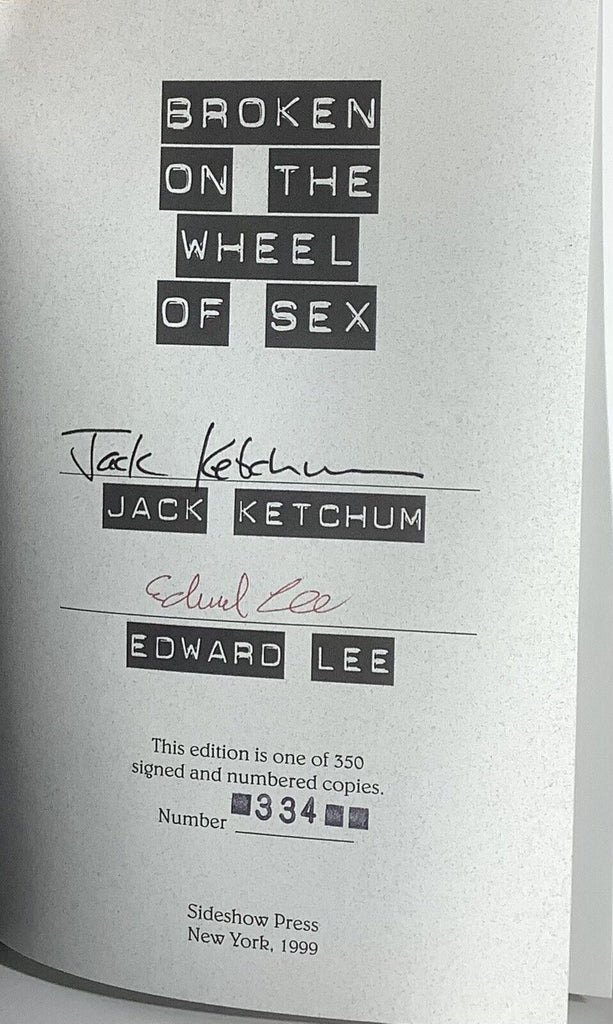 BROKEN
ON THE
WHEEL
OF SEX
Jack Ketchum
JACK KETCHUM
Edward Lee
EDWARD LEE
This edition is one of 350
signed and numbered copies.
Number 334
Sideshow Press
New York, 1999